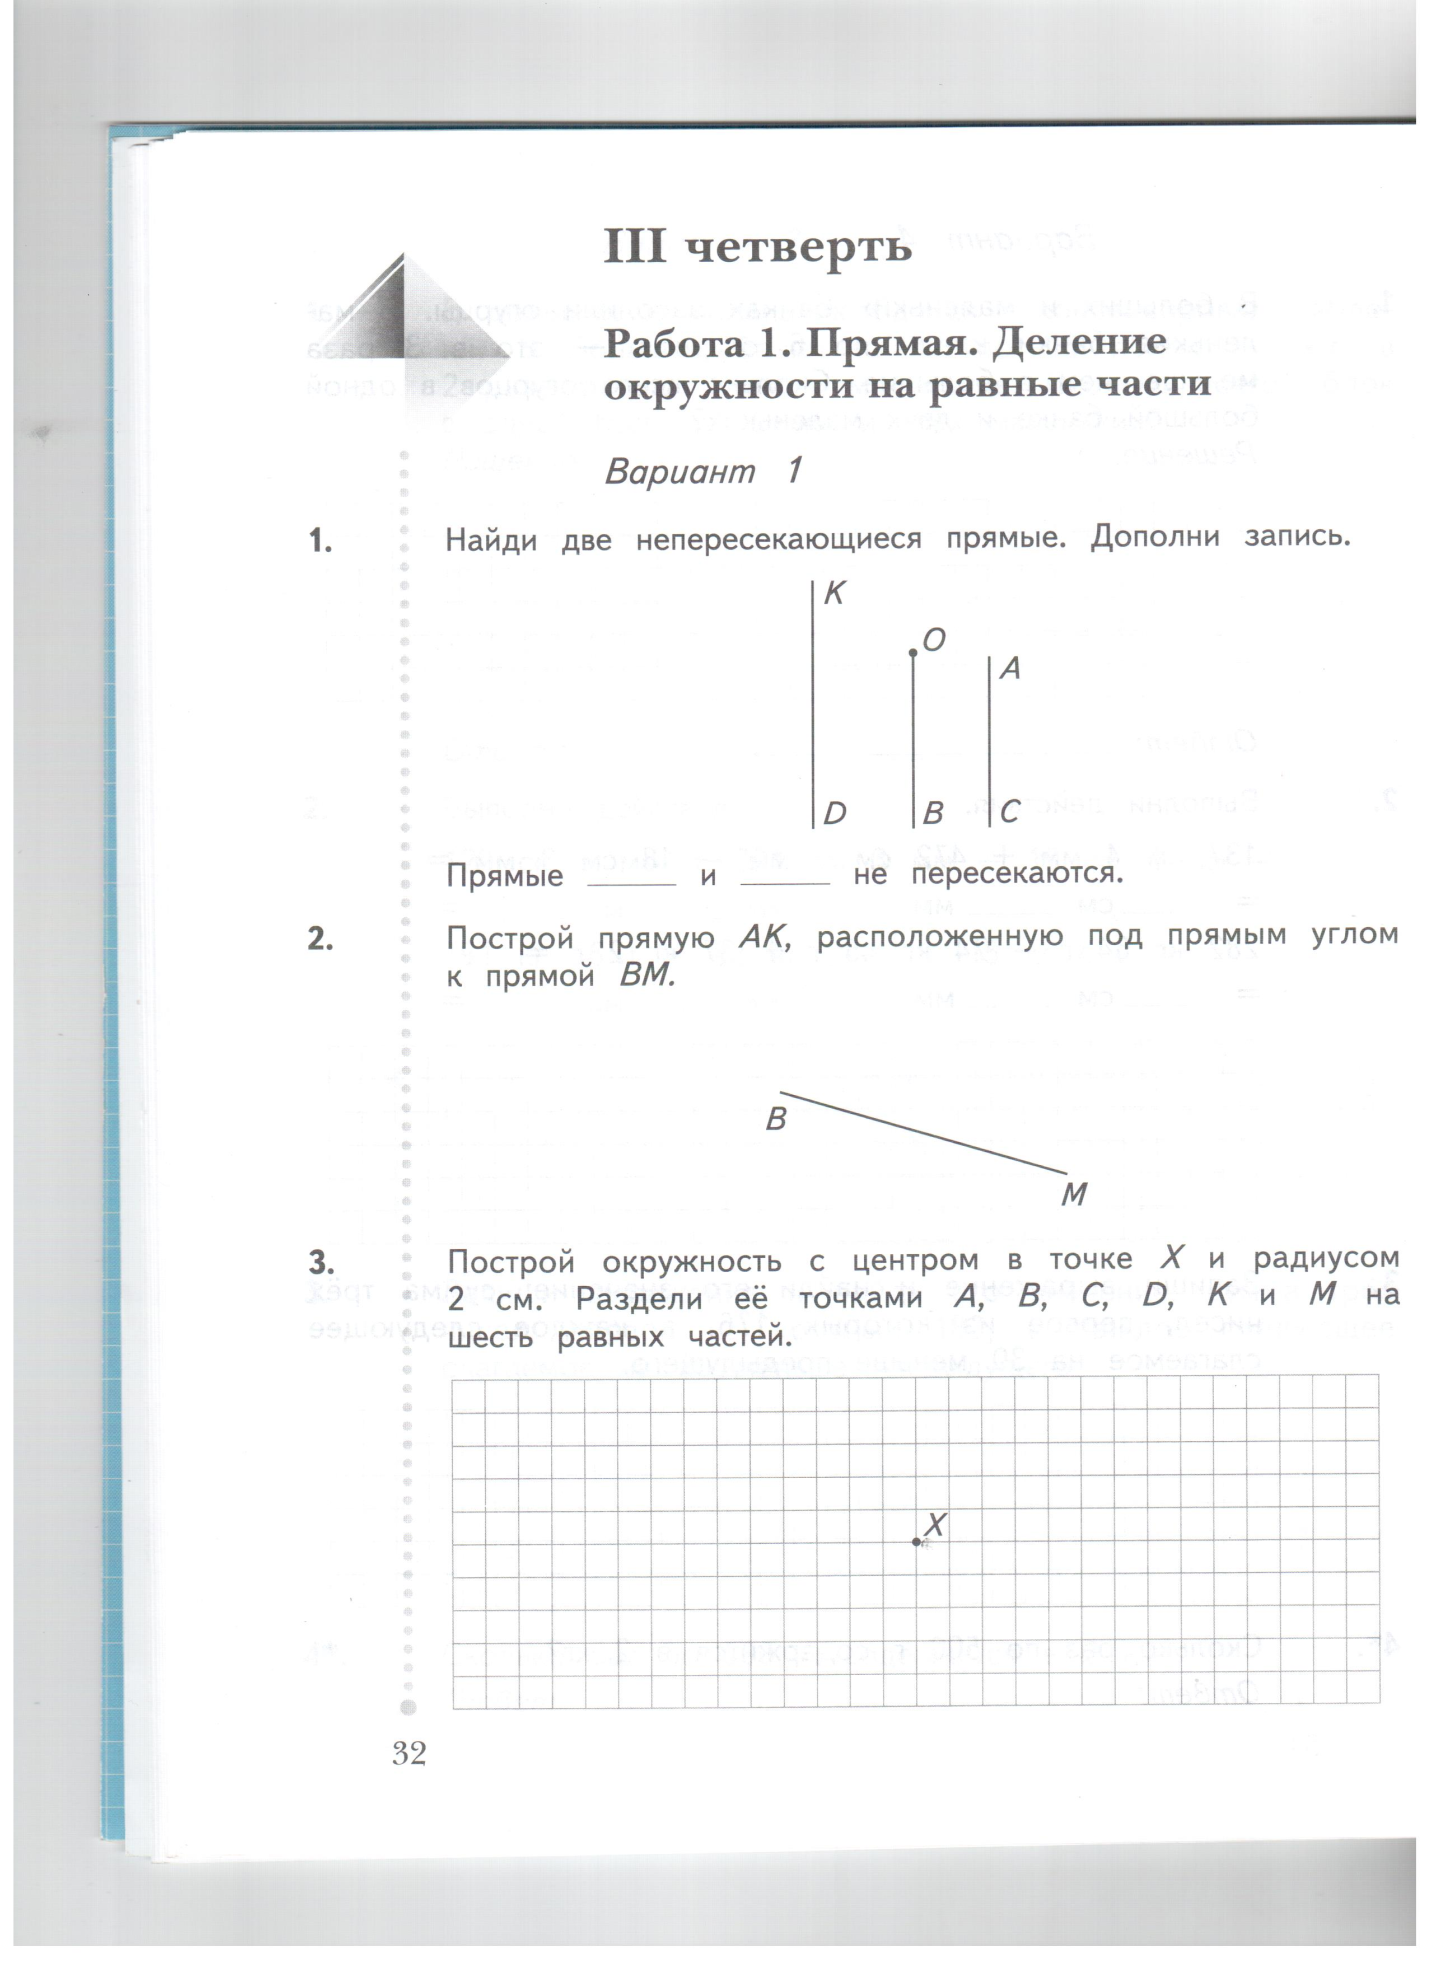 III четверть
Работа 1. Прямая. Деление
окружности на равные части
Вариант 1
1. Найди две непересекающиеся прямые. Дополни запись.
K
O
A
D B C
Прямые ______ и ______ не пересекаются.
2. Построй прямую AK, расположенную под прямым углом
к прямой BM.
B
M
3. Построй окружность с центром в точке X и радиусом
2 см. Раздели её точками A, B, C, D, K и M на
шесть равных частей.
X
32